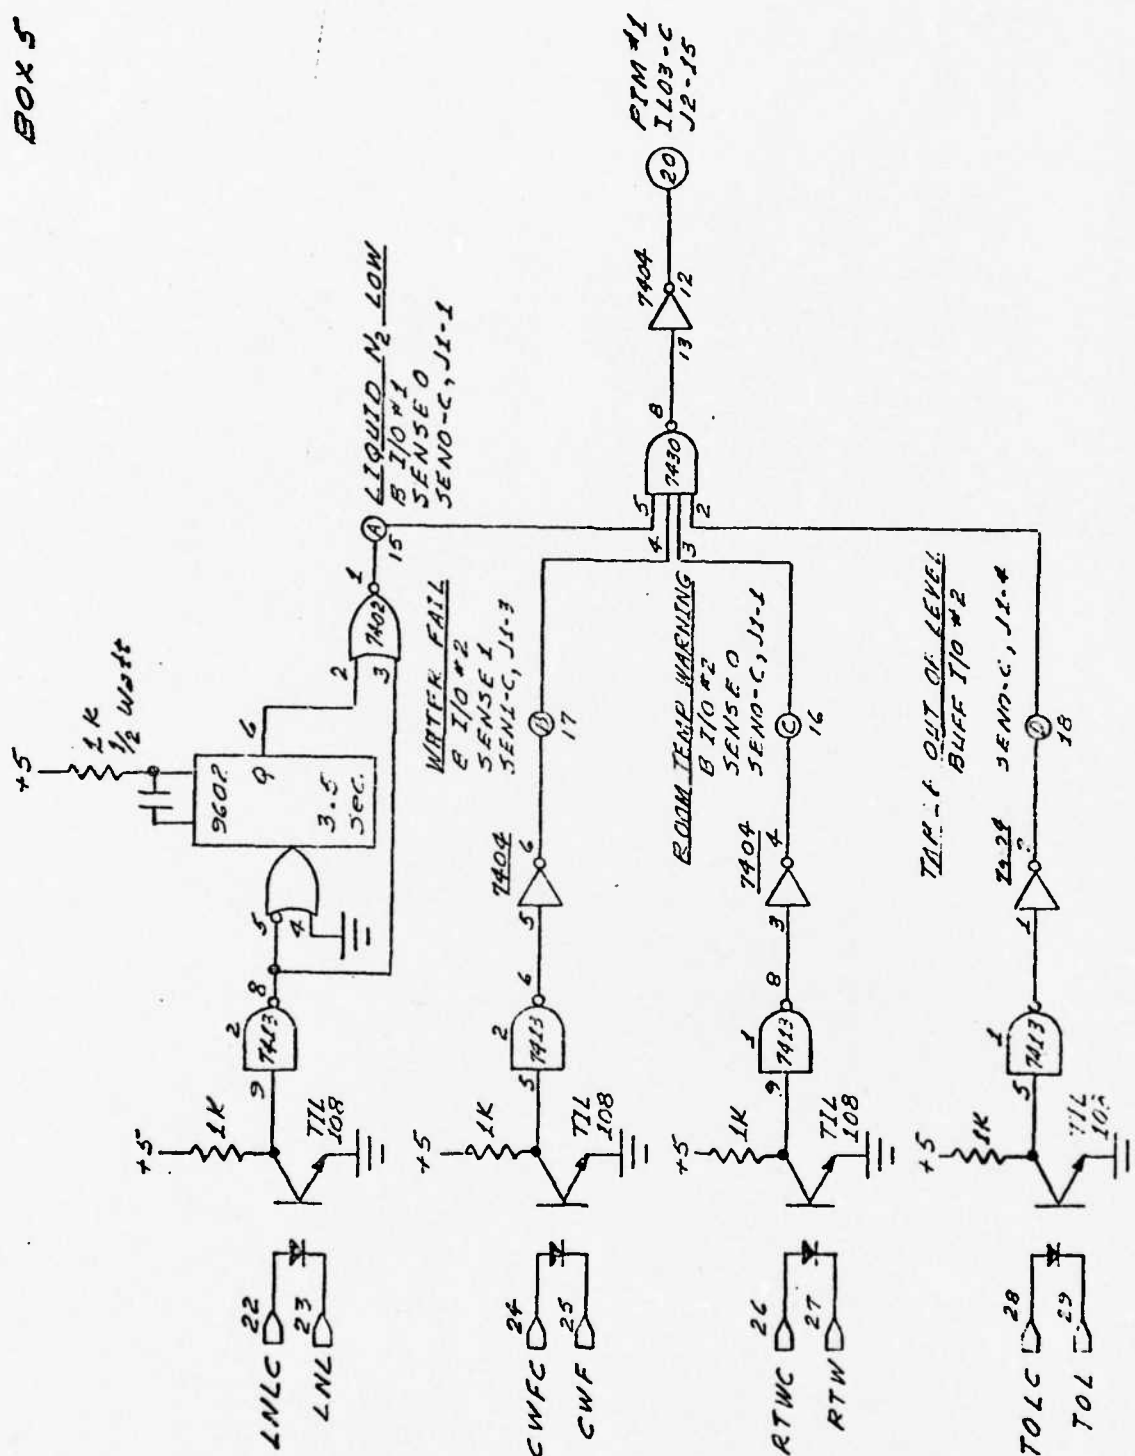 BOX 5
+5
1K
1/2 Watt
9602
Q
6
3.5
sec.
5
4
2
3
7402
1
A
15
LIQUID N2 LOW
B I/O #1
SENSE 0
SEN0-C, J1-1
LNLC
22
LNL
23
+5
1K
TIL
108
9
2
7413
8
CWFC
24
CWF
25
+5
1K
TIL
108
5
2
7413
6
5
7404
6
17
WATER FAIL
B I/O #2
SENSE 1
SEN1-C, J1-3
RTWC
26
RTW
27
+5
1K
TIL
108
9
1
7413
8
3
7404
4
C
16
ROOM TEMP WARNING
B I/O #2
SENSE 0
SEN0-C, J1-1
TOLC
28
TOL
29
+5
1K
TIL
5
1
7413
1
18
OUT OF LEVEL
BUFF I/O #2
SEN0-C, J1-4
5
4
3
2
7430
8
13
7404
12
20
PIM #1
IL03-C
J2-15